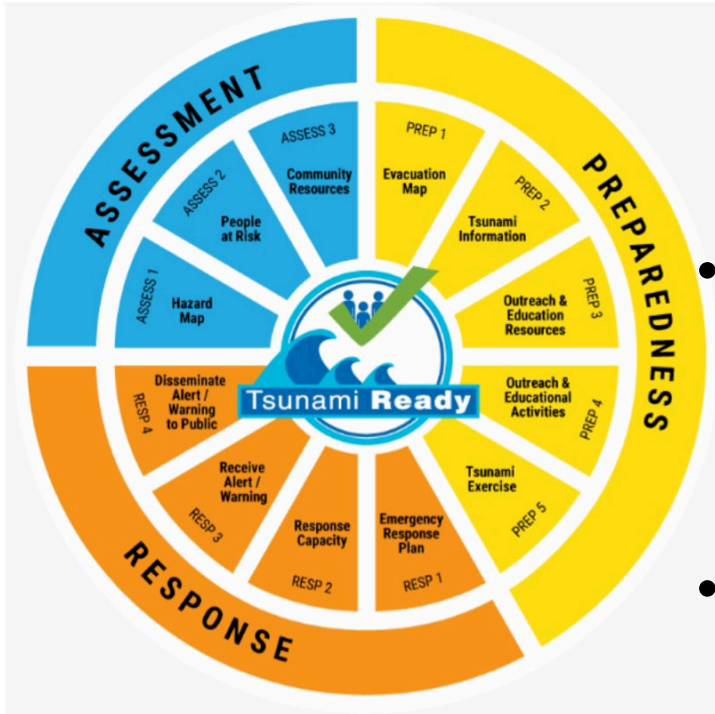 ASSESSMENT
ASSESS 1
Hazard
Map
ASSESS 2
People
at Risk
ASSESS 3
Community
Resources
PREPAREDNESS
PREP 1
Evacuation
Map
PREP 2
Tsunami
Information
PREP 3
Outreach &
Education
Resources
PREP 4
Outreach &
Educational
Activities
PREP 5
Tsunami
Exercise
RESPONSE
RESP 1
Emergency
Response
Plan
RESP 2
Response
Capacity
RESP 3
Receive
Alert /
Warning
RESP 4
Disseminate
Alert /
Warning
to Public
Tsunami Ready